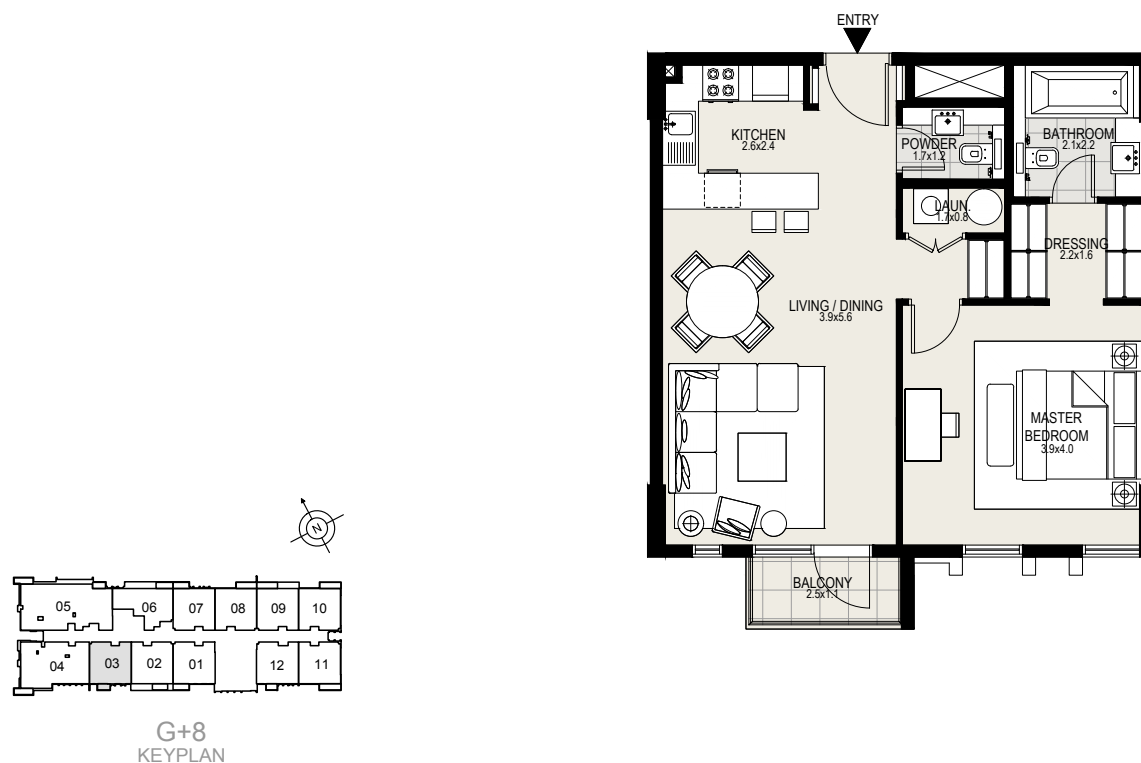 ENTRY
KITCHEN
2.6x2.4
POWDER
1.7x1.2
BATHROOM
2.1x2.2
LAUN.
1.7x0.8
DRESSING
2.2x1.6
LIVING / DINING
3.9x5.6
MASTER
BEDROOM
3.9x4.0
BALCONY
2.5x1.1
N
05 06 07 08 09 10
04 03 02 01 12 11
G+8
KEYPLAN